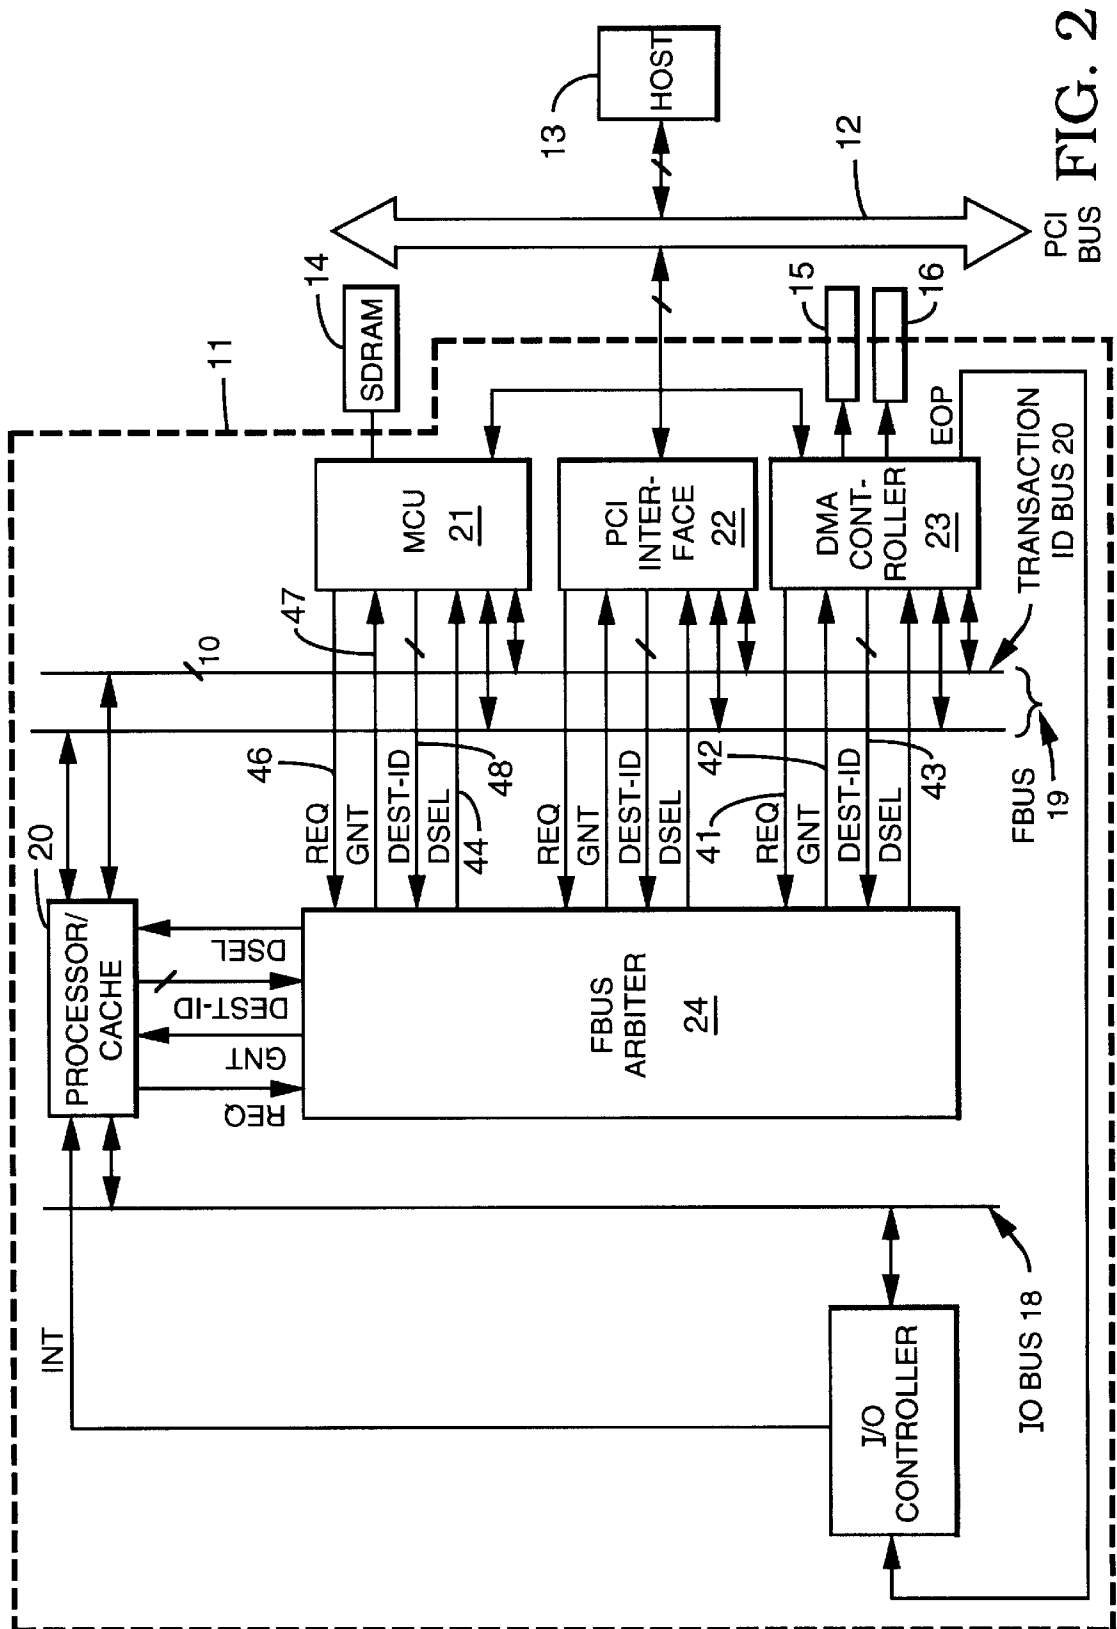 11
14
SDRAM
13
HOST
12
PCI
BUS
FIG. 2
15
16
20
PROCESSOR/
CACHE
INT
REQ
GNT
DEST-ID
DSEL
10
46
47
REQ
GNT
DEST-ID
DSEL
44
48
MCU
21
REQ
GNT
DEST-ID
DSEL
PCI
INTER-
FACE
22
41
42
REQ
GNT
DEST-ID
DSEL
43
DMA
CONT-
ROLLER
23
EOP
FBUS
ARBITER
24
I/O
CONTROLLER
IO BUS 18
FBUS
19
TRANSACTION
ID BUS 20